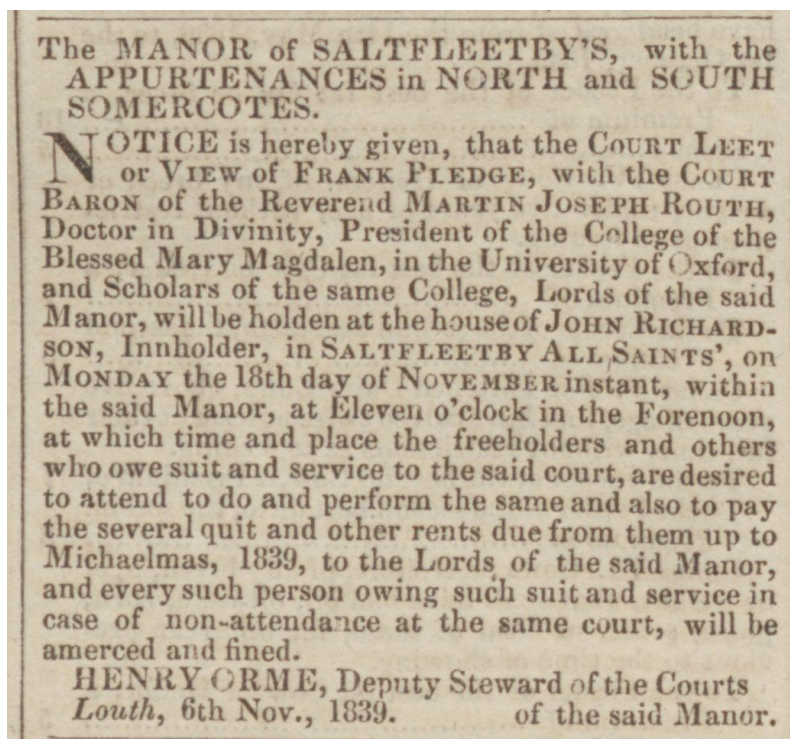 The MANOR of SALTFLEETBY'S, with the
APPURTENANCES in NORTH and SOUTH
SOMERCOTES.
NOTICE is hereby given, that the COURT LEET
or VIEW of FRANK PLEDGE, with the COURT
BARON of the Reverend MARTIN JOSEPH ROUTH,
Doctor in Divinity, President of the College of the
Blessed Mary Magdalen, in the University of Oxford,
and Scholars of the same College, Lords of the said
Manor, will be holden at the house of JOHN RICHARD-
SON, Innholder, in SALTFLEETBY ALL SAINTS', on
MONDAY the 18th day of NOVEMBER instant, within
the said Manor, at Eleven o'clock in the Forenoon,
at which time and place the freeholders and others
who owe suit and service to the said court, are desired
to attend to do and perform the same and also to pay
the several quit and other rents due from them up to
Michaelmas, 1839, to the Lords of the said Manor,
and every such person owing such suit and service in
case of non-attendance at the same court, will be
amerced and fined.
HENRY ORME, Deputy Steward of the Courts
Louth, 6th Nov., 1839. of the said Manor.